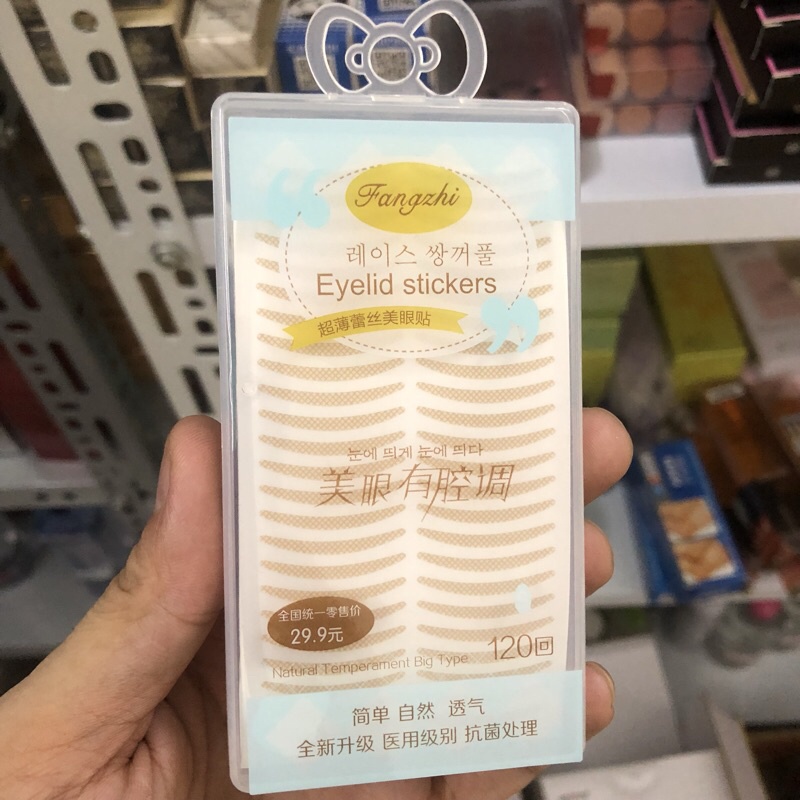 Fangzhi
레이스 쌍꺼풀
Eyelid stickers
超薄蕾丝美眼贴
눈에 띄게 눈에 띄다
美眼有腔调
全国统一零售价
29.9元
120回
Natural Temperament Big Type
简单 自然 透气
全新升级 医用级别 抗菌处理